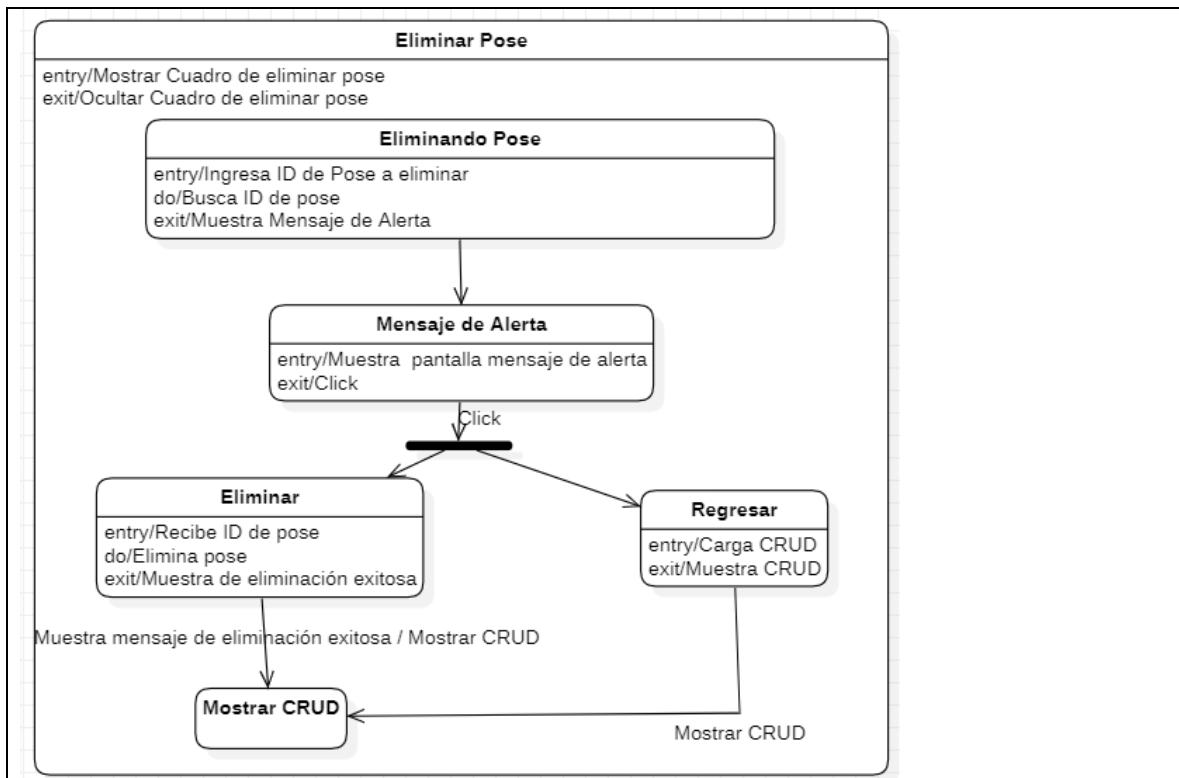 Eliminar Pose
entry/Mostrar Cuadro de eliminar pose
exit/Ocultar Cuadro de eliminar pose
Eliminando Pose
entry/Ingresa ID de Pose a eliminar
do/Busca ID de pose
exit/Muestra Mensaje de Alerta
Mensaje de Alerta
entry/Muestra  pantalla mensaje de alerta
exit/Click
Click
Eliminar
entry/Recibe ID de pose
do/Elimina pose
exit/Muestra de eliminación exitosa
Regresar
entry/Carga CRUD
exit/Muestra CRUD
Muestra mensaje de eliminación exitosa / Mostrar CRUD
Mostrar CRUD
Mostrar CRUD